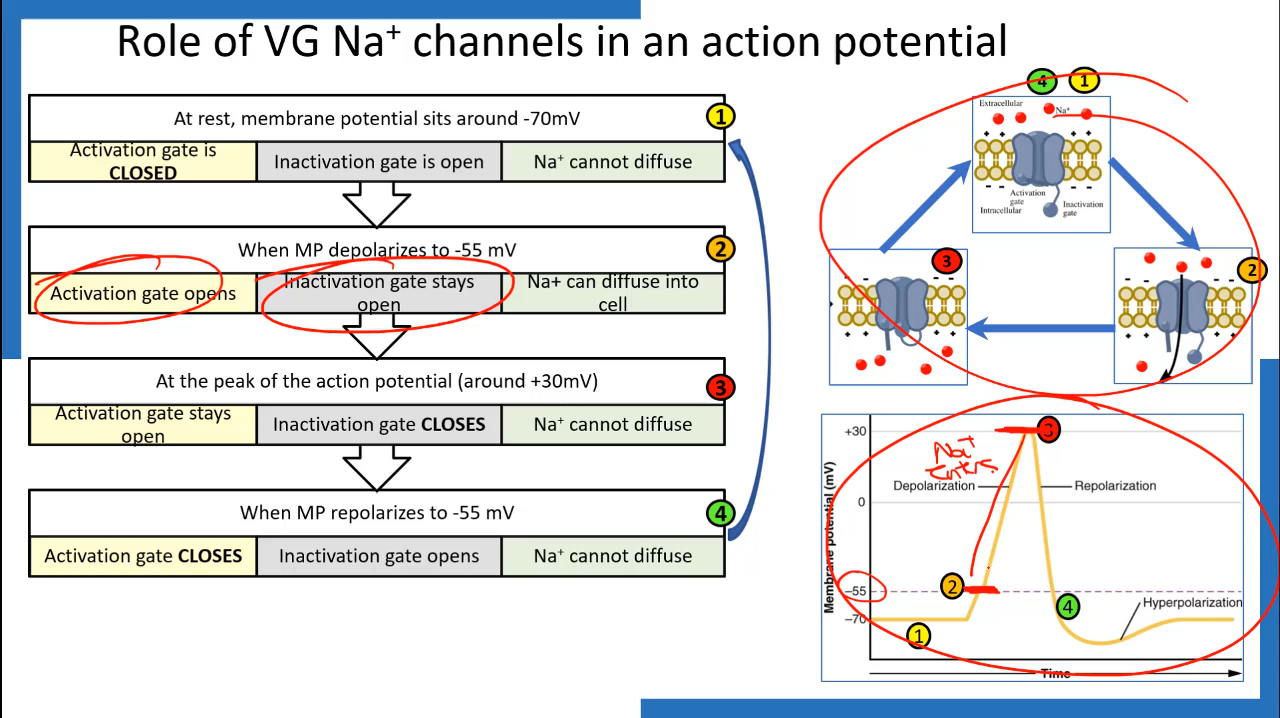 Role of VG Na⁺ channels in an action potential
At rest, membrane potential sits around -70mV
1
Activation gate is
CLOSED
Inactivation gate is open
Na⁺ cannot diffuse
When MP depolarizes to -55 mV
2
Activation gate opens
Inactivation gate stays
open
Na+ can diffuse into
cell
At the peak of the action potential (around +30mV)
3
Activation gate stays
open
Inactivation gate CLOSES
Na⁺ cannot diffuse
When MP repolarizes to -55 mV
4
Activation gate CLOSES
Inactivation gate opens
Na⁺ cannot diffuse
4
1
Extracellular
Na⁺
+ +
+ +
- -
- -
Activation
gate
Inactivation
gate
Intracellular
3
2
+30
0
-55
-70
Membrane potential (mV)
Na⁺
Enters
Depolarization
Repolarization
Hyperpolarization
1
2
3
4
Time